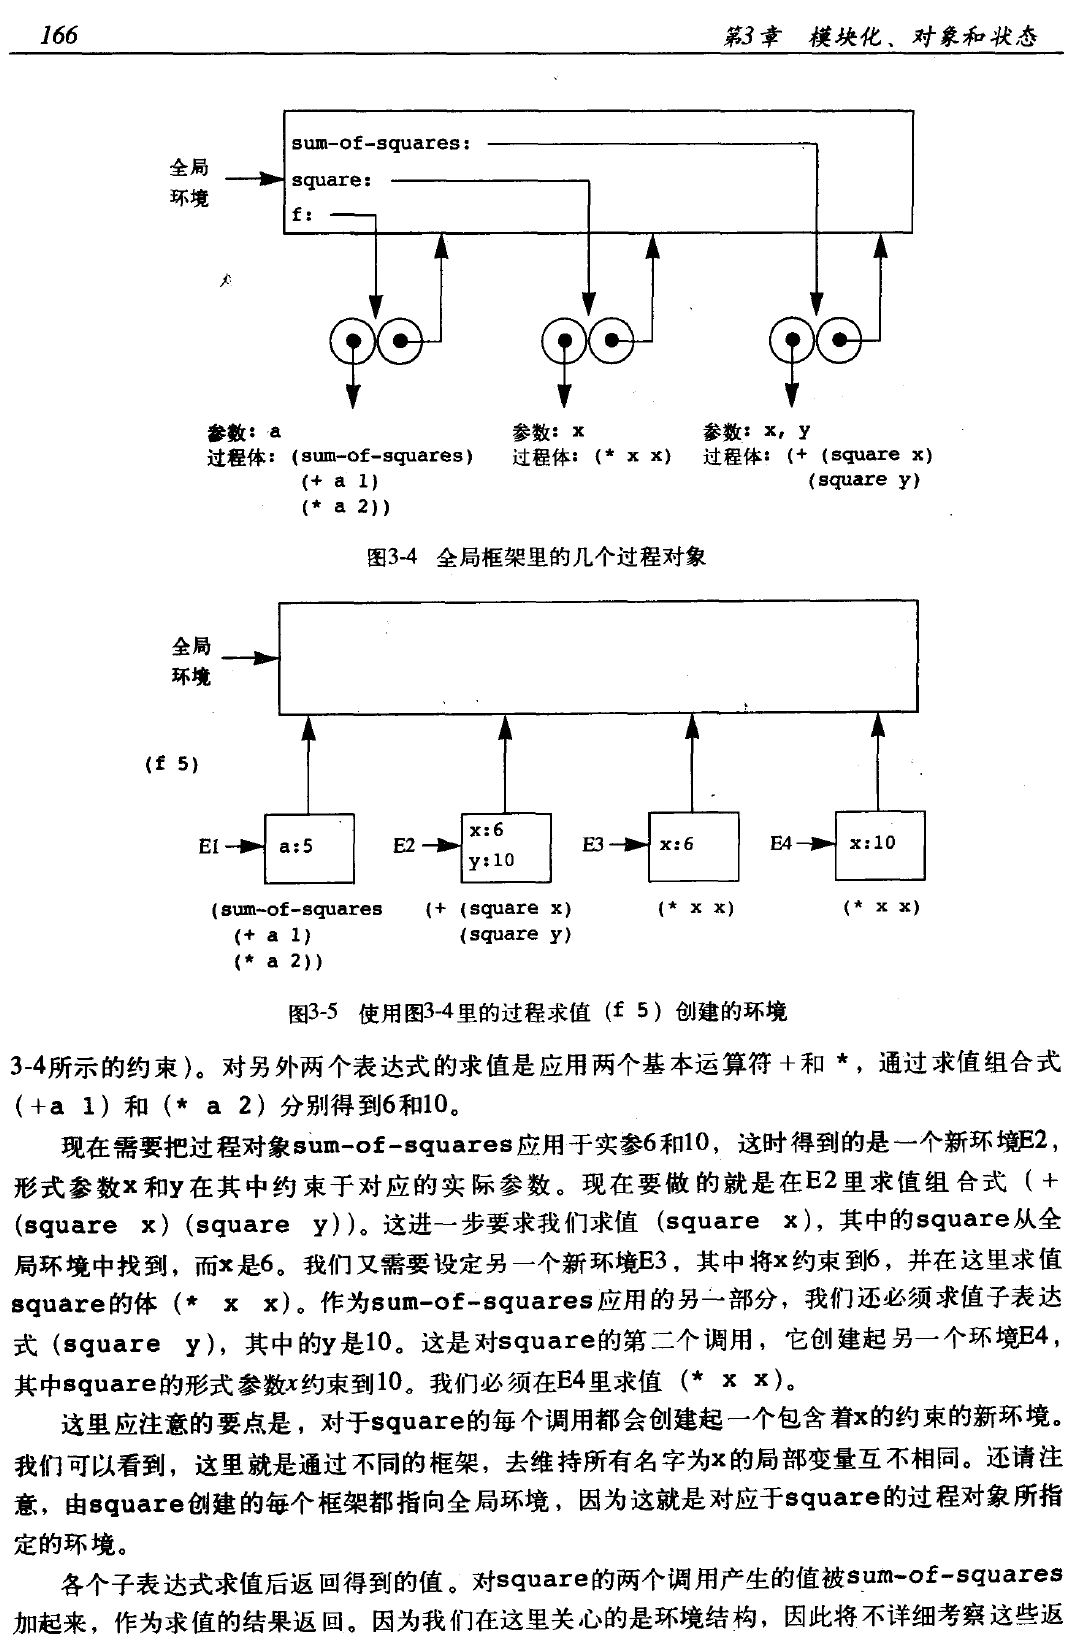 166
第3章 模块化、对象和状态
sum-of-squares:
全局
环境
square:
f:
参数: a
过程体: (sum-of-squares)
(+ a 1)
(* a 2))
参数: x
过程体: (* x x)
参数: x, y
过程体: (+ (square x)
(square y)
图3-4 全局框架里的几个过程对象
全局
环境
(f 5)
E1
a:5
E2
x:6
y:10
E3
x:6
E4
x:10
(sum-of-squares
(+ a 1)
(* a 2))
(+ (square x)
(square y)
(* x x)
(* x x)
图3-5 使用图3-4里的过程求值 (f 5) 创建的环境
3-4所示的约束)。对另外两个表达式的求值是应用两个基本运算符+和 *，通过求值组合式
(+a 1) 和 (* a 2) 分别得到6和10。
现在需要把过程对象sum-of-squares应用于实参6和10，这时得到的是一个新环境E2，
形式参数x和y在其中约束于对应的实际参数。现在要做的就是在E2里求值组合式 (+
(square x) (square y))。这进一步要求我们求值 (square x)，其中的square从全
局环境中找到，而x是6。我们又需要设定另一个新环境E3，其中将x约束到6，并在这里求值
square的体 (* x x)。作为sum-of-squares应用的另一部分，我们还必须求值子表达
式 (square y)，其中的y是10。这是对square的第二个调用，它创建起另一个环境E4，
其中square的形式参数x约束到10。我们必须在E4里求值 (* x x)。
这里应注意的要点是，对于square的每个调用都会创建起一个包含着x的约束的新环境。
我们可以看到，这里就是通过不同的框架，去维持所有名字为x的局部变量互不相同。还请注
意，由square创建的每个框架都指向全局环境，因为这就是对应于square的过程对象所指
定的环境。
各个子表达式求值后返回得到的值。对square的两个调用产生的值被sum-of-squares
加起来，作为求值的结果返回。因为我们在这里关心的是环境结构，因此将不详细考察这些返